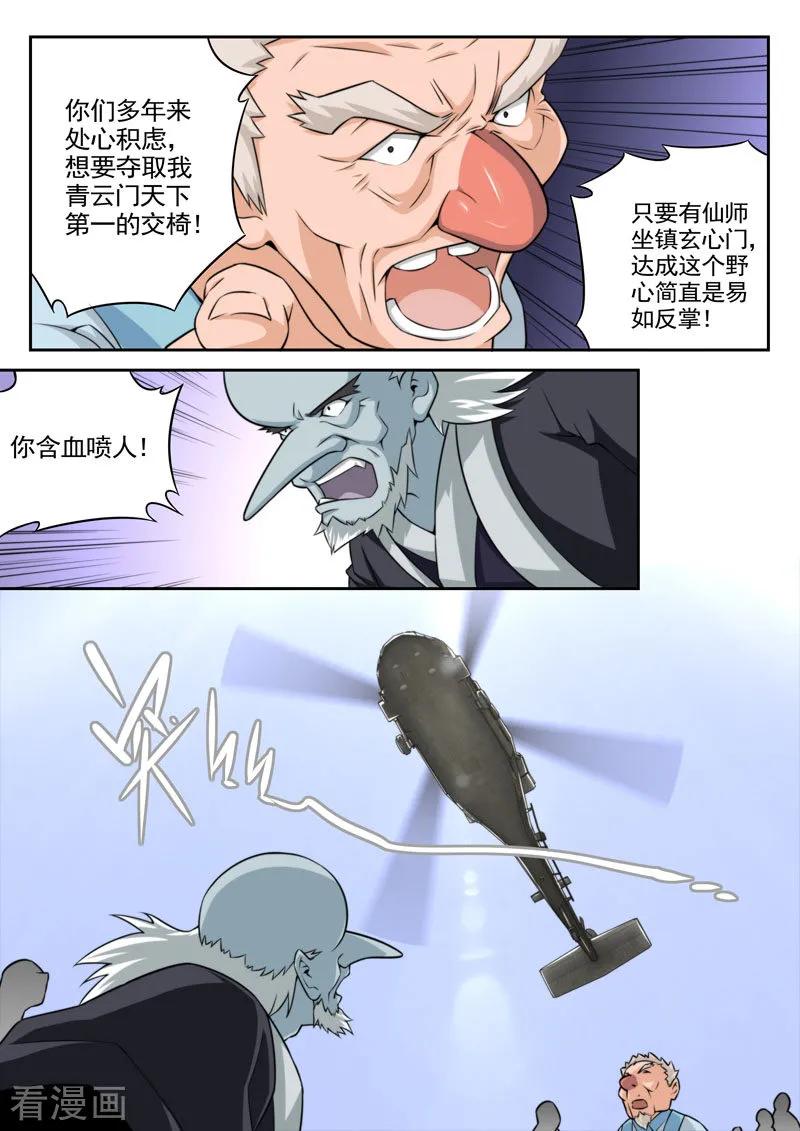 你们多年来
处心积虑，
想要夺取我
青云门天下
第一的交椅！
只要有仙师
坐镇玄心门，
达成这个野
心简直是易
如反掌！
你含血喷人！
看漫画